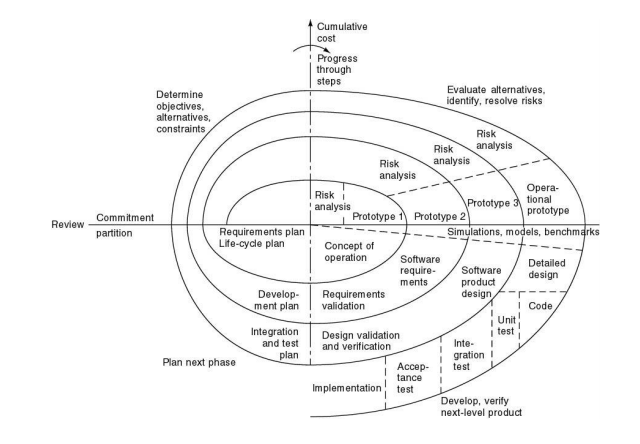 Cumulative
cost
Progress
through
steps
Evaluate alternatives,
identify, resolve risks
Determine
objectives,
alternatives,
constraints
Risk
analysis
Risk
analysis
Risk
analysis
Risk
analysis
Opera-
tional
prototype
Prototype 1
Prototype 2
Prototype 3
Review
Commitment
partition
Requirements plan
Life-cycle plan
Simulations, models, benchmarks
Concept of
operation
Software
require-
ments
Software
product
design
Detailed
design
Develop-
ment plan
Requirements
validation
Code
Unit
test
Integration
and test
plan
Design validation
and verification
Inte-
gration
test
Plan next phase
Accep-
tance
test
Implementation
Develop, verify
next-level product